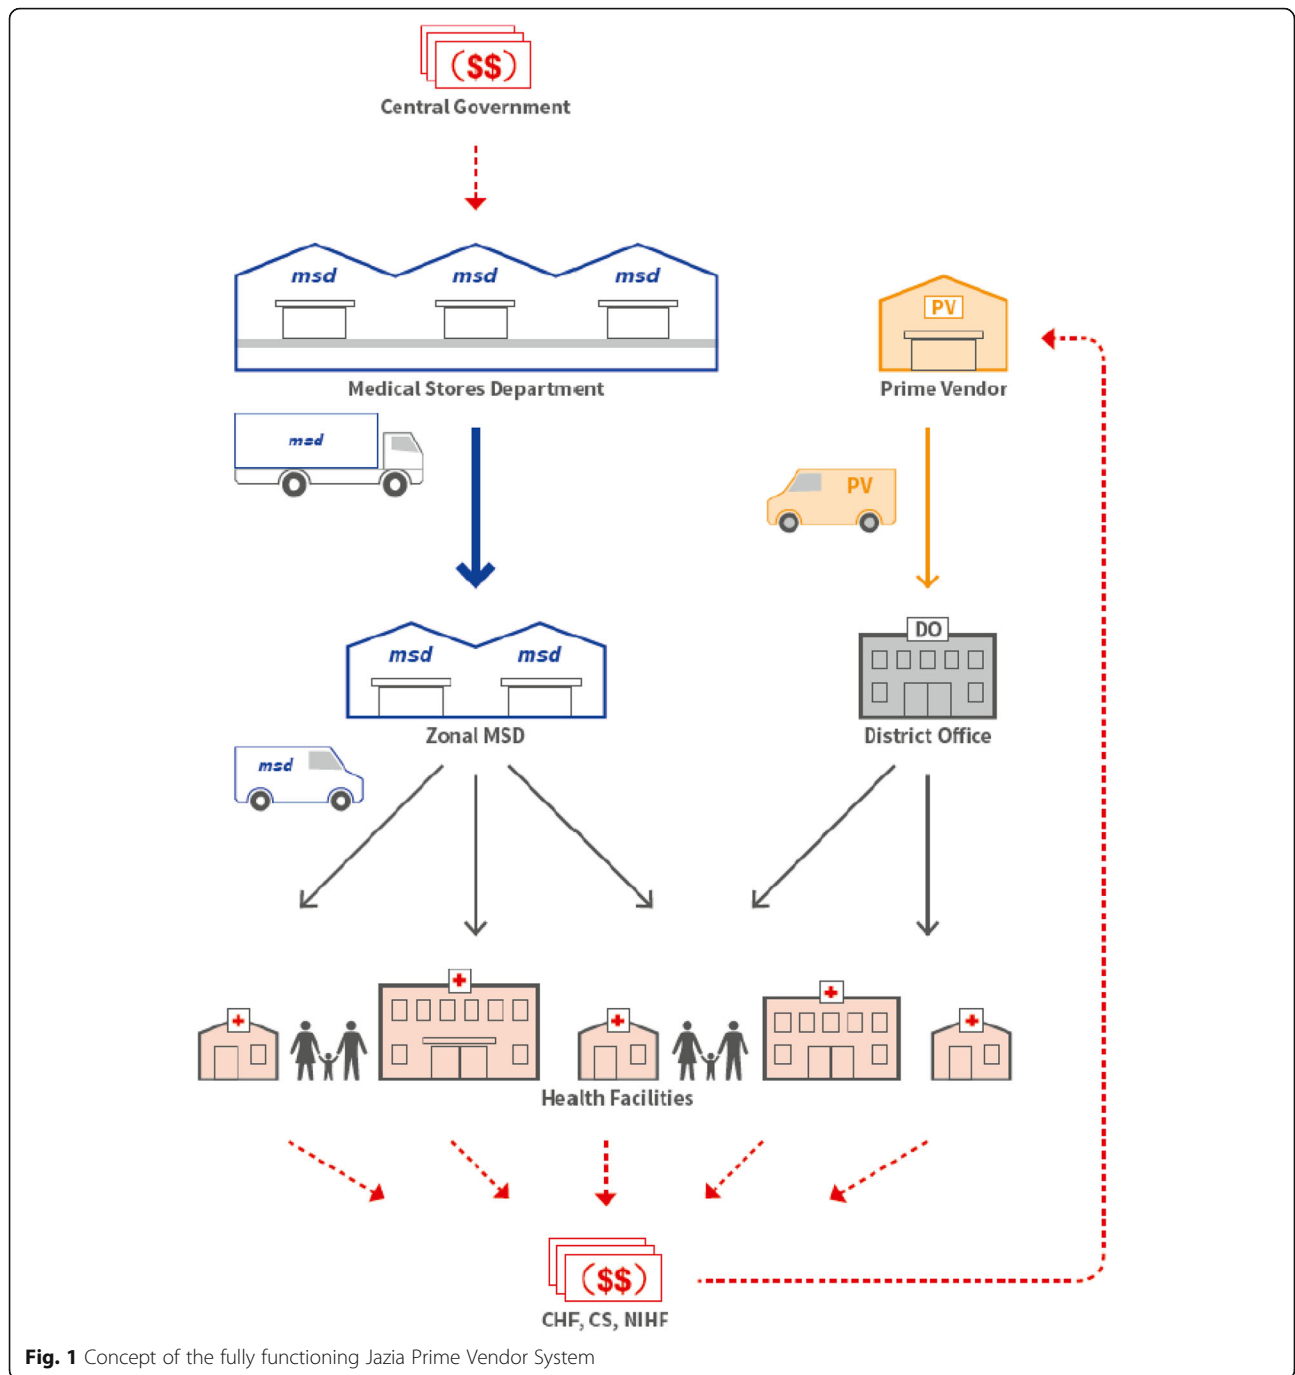 ($$)
Central Government
msd msd msd
PV
Medical Stores Department
Prime Vendor
msd
PV
DO
msd msd
Zonal MSD
District Office
msd
Health Facilities
($$)
CHF, CS, NIHF
Fig. 1 Concept of the fully functioning Jazia Prime Vendor System